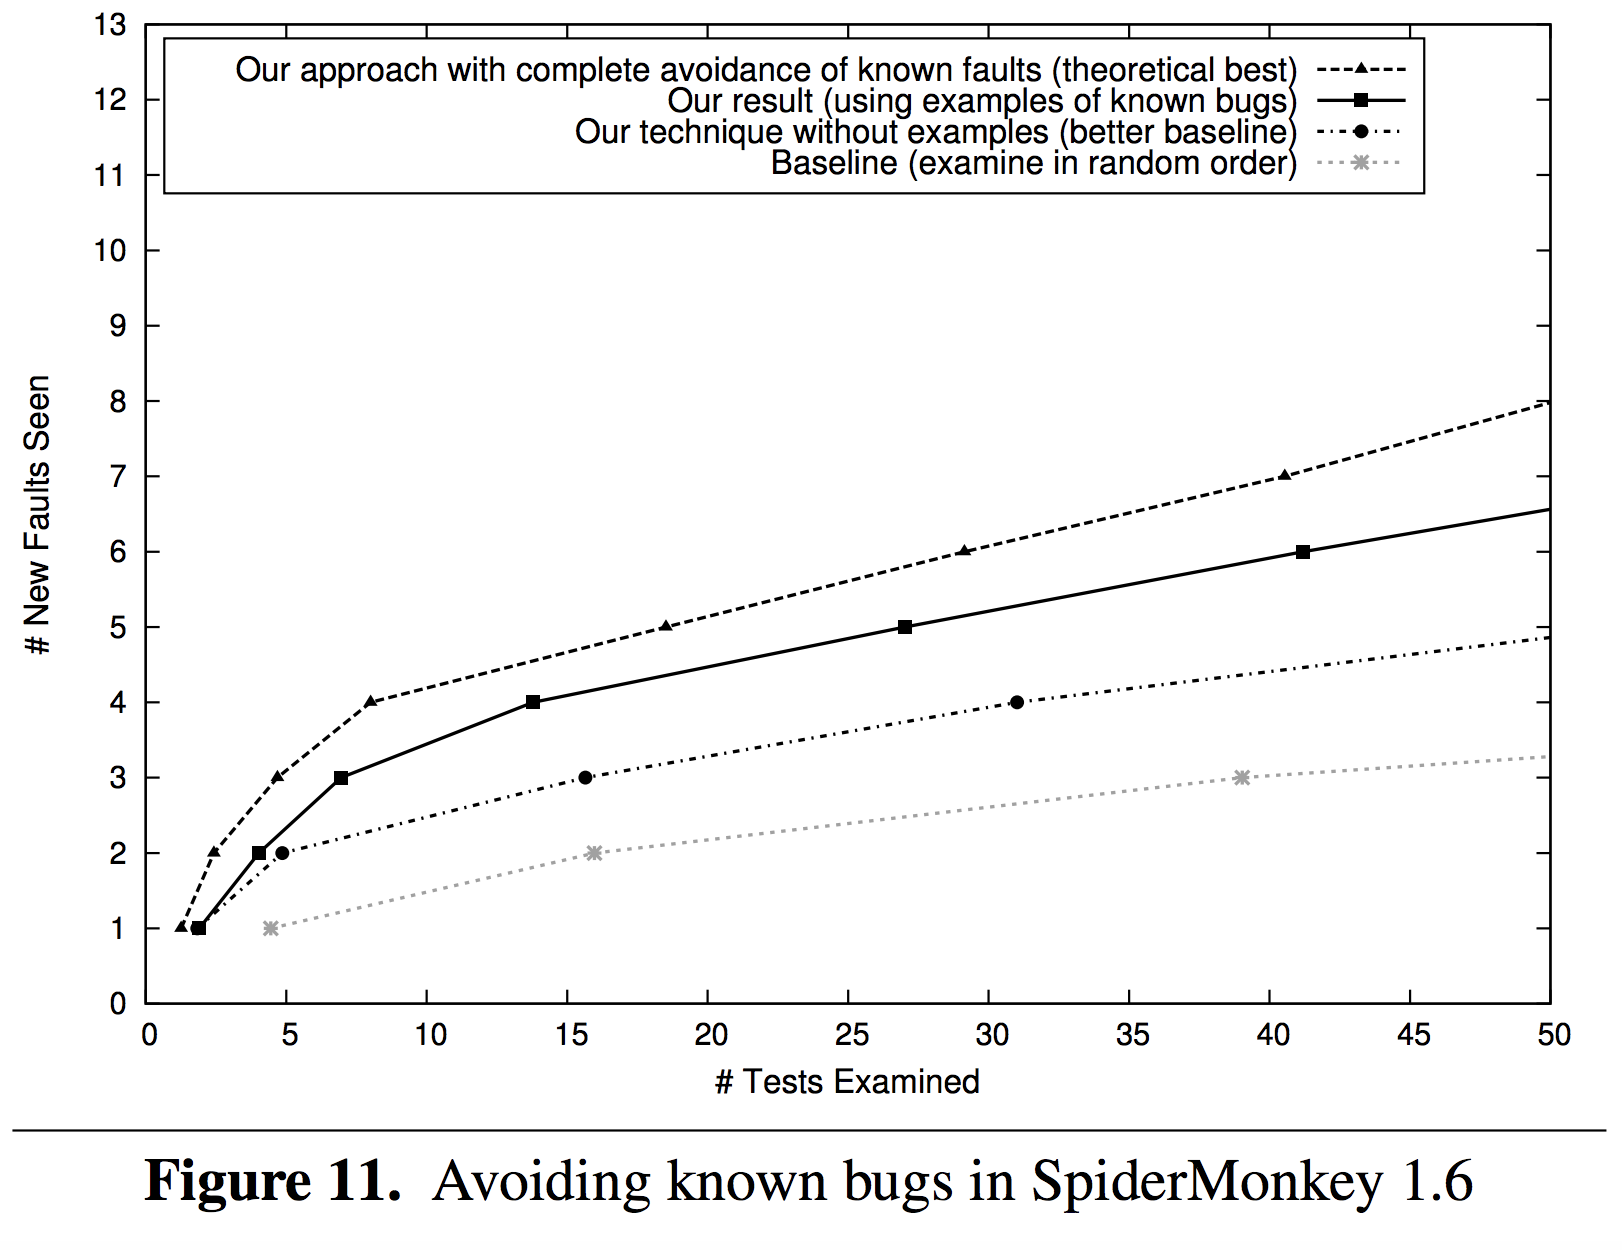 Our approach with complete avoidance of known faults (theoretical best)
Our result (using examples of known bugs)
Our technique without examples (better baseline)
Baseline (examine in random order)
13
12
11
10
9
8
7
6
5
4
3
2
1
0
# New Faults Seen
0 5 10 15 20 25 30 35 40 45 50
# Tests Examined
Figure 11. Avoiding known bugs in SpiderMonkey 1.6